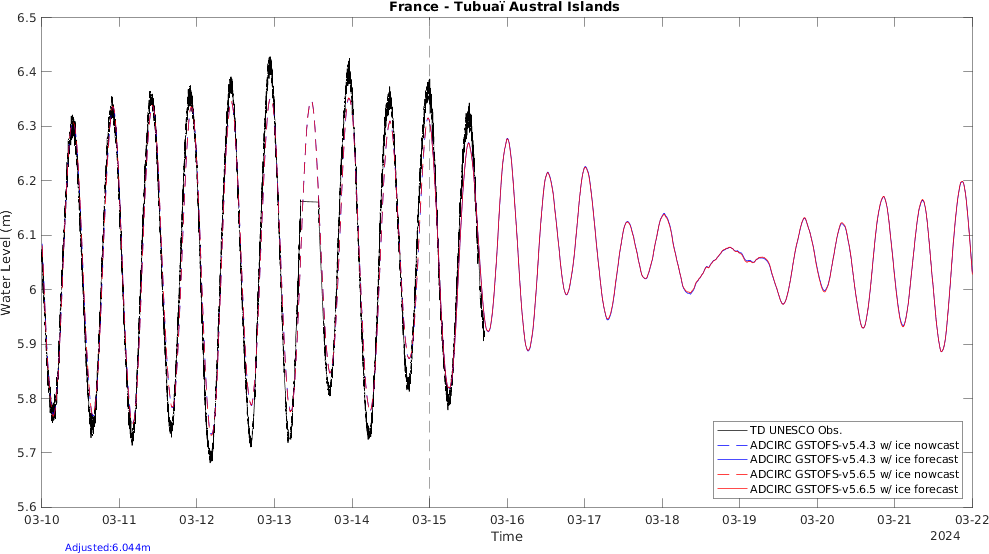 France - Tubuaï Austral Islands
6.5
6.4
6.3
6.2
6.1
6
5.9
5.8
5.7
5.6
Water Level (m)
TD UNESCO Obs.
ADCIRC GSTOFS-v5.4.3 w/ ice nowcast
ADCIRC GSTOFS-v5.4.3 w/ ice forecast
ADCIRC GSTOFS-v5.6.5 w/ ice nowcast
ADCIRC GSTOFS-v5.6.5 w/ ice forecast
03-10 03-11 03-12 03-13 03-14 03-15 03-16 03-17 03-18 03-19 03-20 03-21 03-22
Time
2024
Adjusted:6.044m